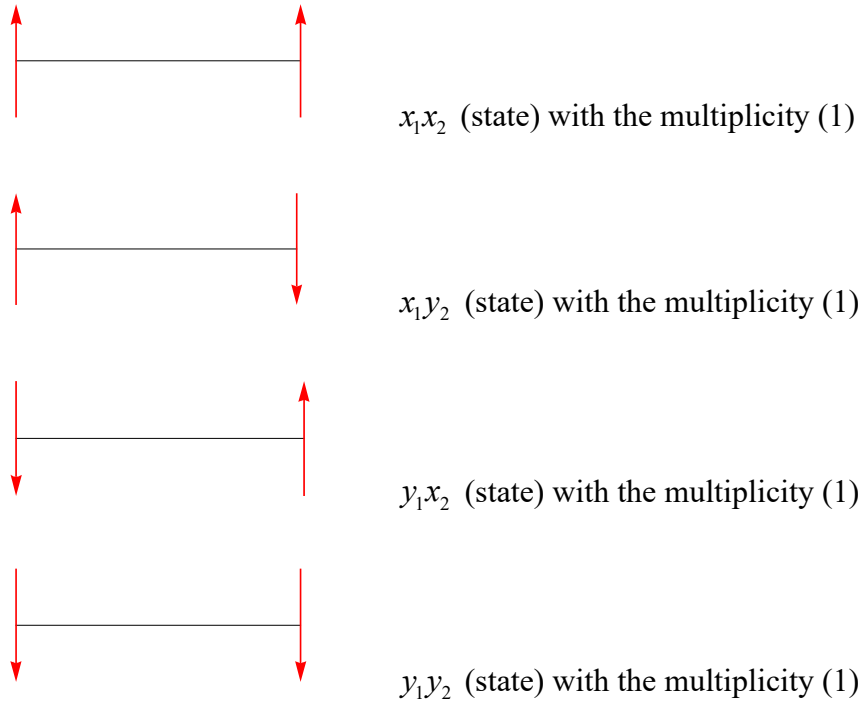 x₁x₂ (state) with the multiplicity (1)
x₁y₂ (state) with the multiplicity (1)
y₁x₂ (state) with the multiplicity (1)
y₁y₂ (state) with the multiplicity (1)